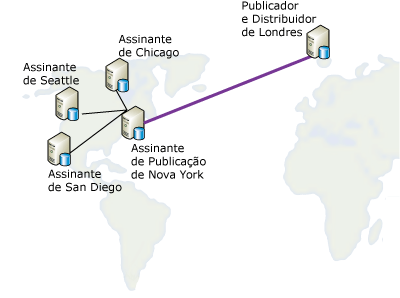 Publicador
e Distribuidor
de Londres
Assinante
de Chicago
Assinante
de Seattle
Assinante
de Publicação
de Nova York
Assinante
de San Diego